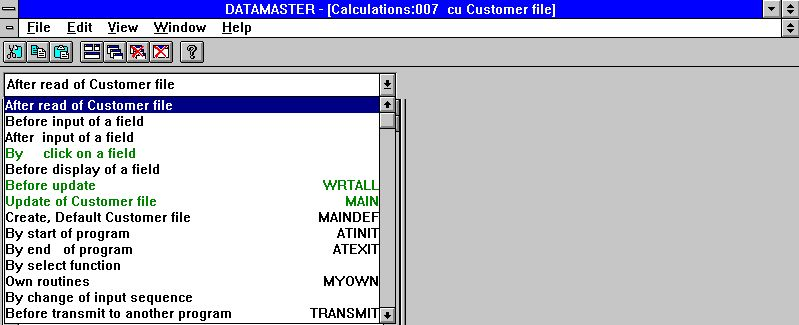 DATAMASTER - [Calculations:007 cu Customer file]
File Edit View Window Help
?
After read of Customer file
After read of Customer file
Before input of a field
After input of a field
By click on a field
Before display of a field
Before update WRTALL
Update of Customer file MAIN
Create, Default Customer file MAINDEF
By start of program ATINIT
By end of program ATEXIT
By select function
Own routines MYOWN
By change of input sequence
Before transmit to another program TRANSMIT